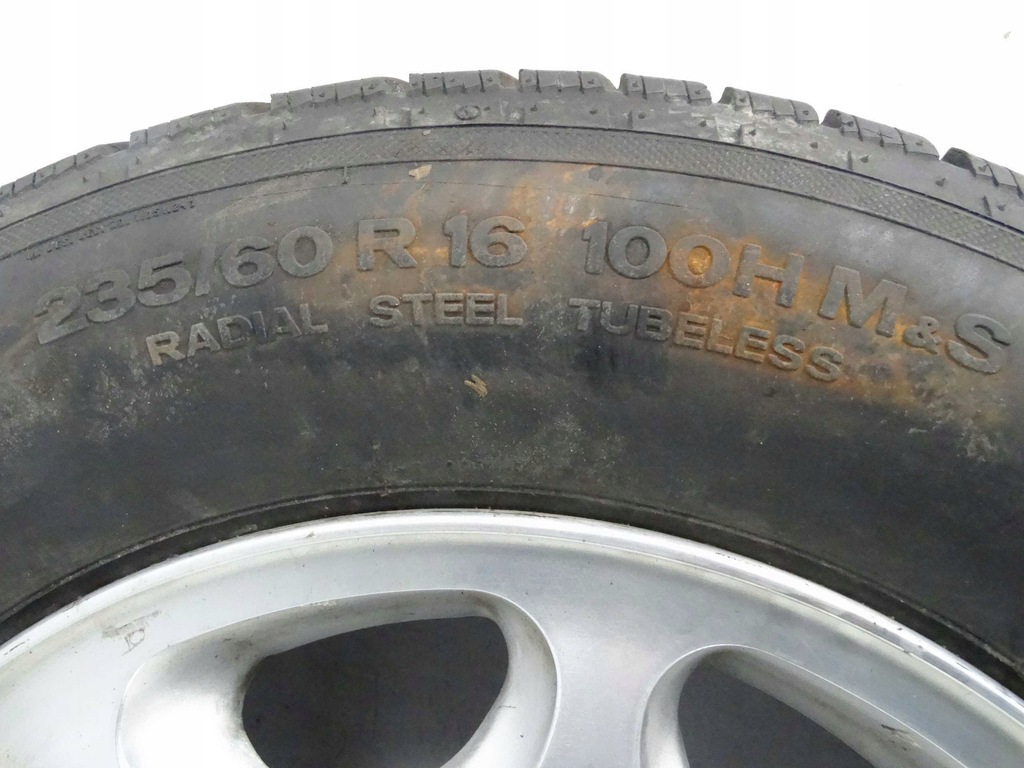 235/60 R 16 100H M&S
RADIAL STEEL TUBELESS